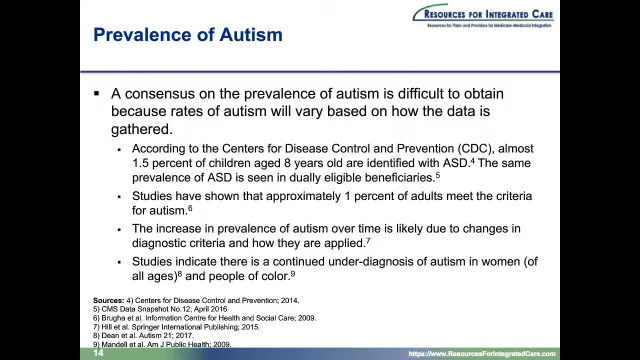 RESOURCES FOR INTEGRATED CARE
Resources for Plans and Providers for Medicare-Medicaid Integration
Prevalence of Autism
▪ A consensus on the prevalence of autism is difficult to obtain
because rates of autism will vary based on how the data is
gathered.
▪ According to the Centers for Disease Control and Prevention (CDC), almost
1.5 percent of children aged 8 years old are identified with ASD.⁴ The same
prevalence of ASD is seen in dually eligible beneficiaries.⁵
▪ Studies have shown that approximately 1 percent of adults meet the criteria
for autism.⁶
▪ The increase in prevalence of autism over time is likely due to changes in
diagnostic criteria and how they are applied.⁷
▪ Studies indicate there is a continued under-diagnosis of autism in women (of
all ages)⁸ and people of color.⁹
Sources: 4) Centers for Disease Control and Prevention; 2014.
5) CMS Data Snapshot No.12; April 2016
6) Brugha et al. Information Centre for Health and Social Care; 2009.
7) Hill et al. Springer International Publishing; 2015.
8) Dean et al. Autism 21; 2017.
9) Mandell et al. Am J Public Health; 2009.
14
https://www.ResourcesForIntegratedCare.com